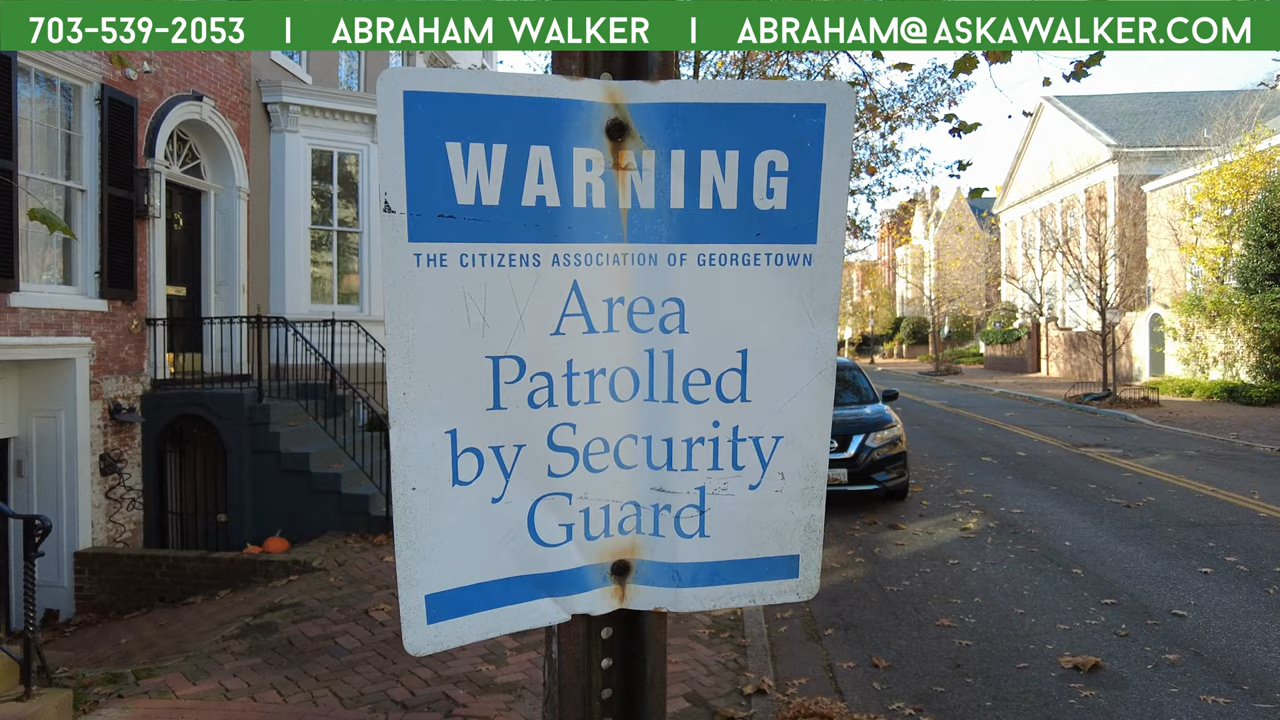 703-539-2053 | ABRAHAM WALKER | ABRAHAM@ASKAWALKER.COM
WARNING
THE CITIZENS ASSOCIATION OF GEORGETOWN
Area
Patrolled
by Security
Guard